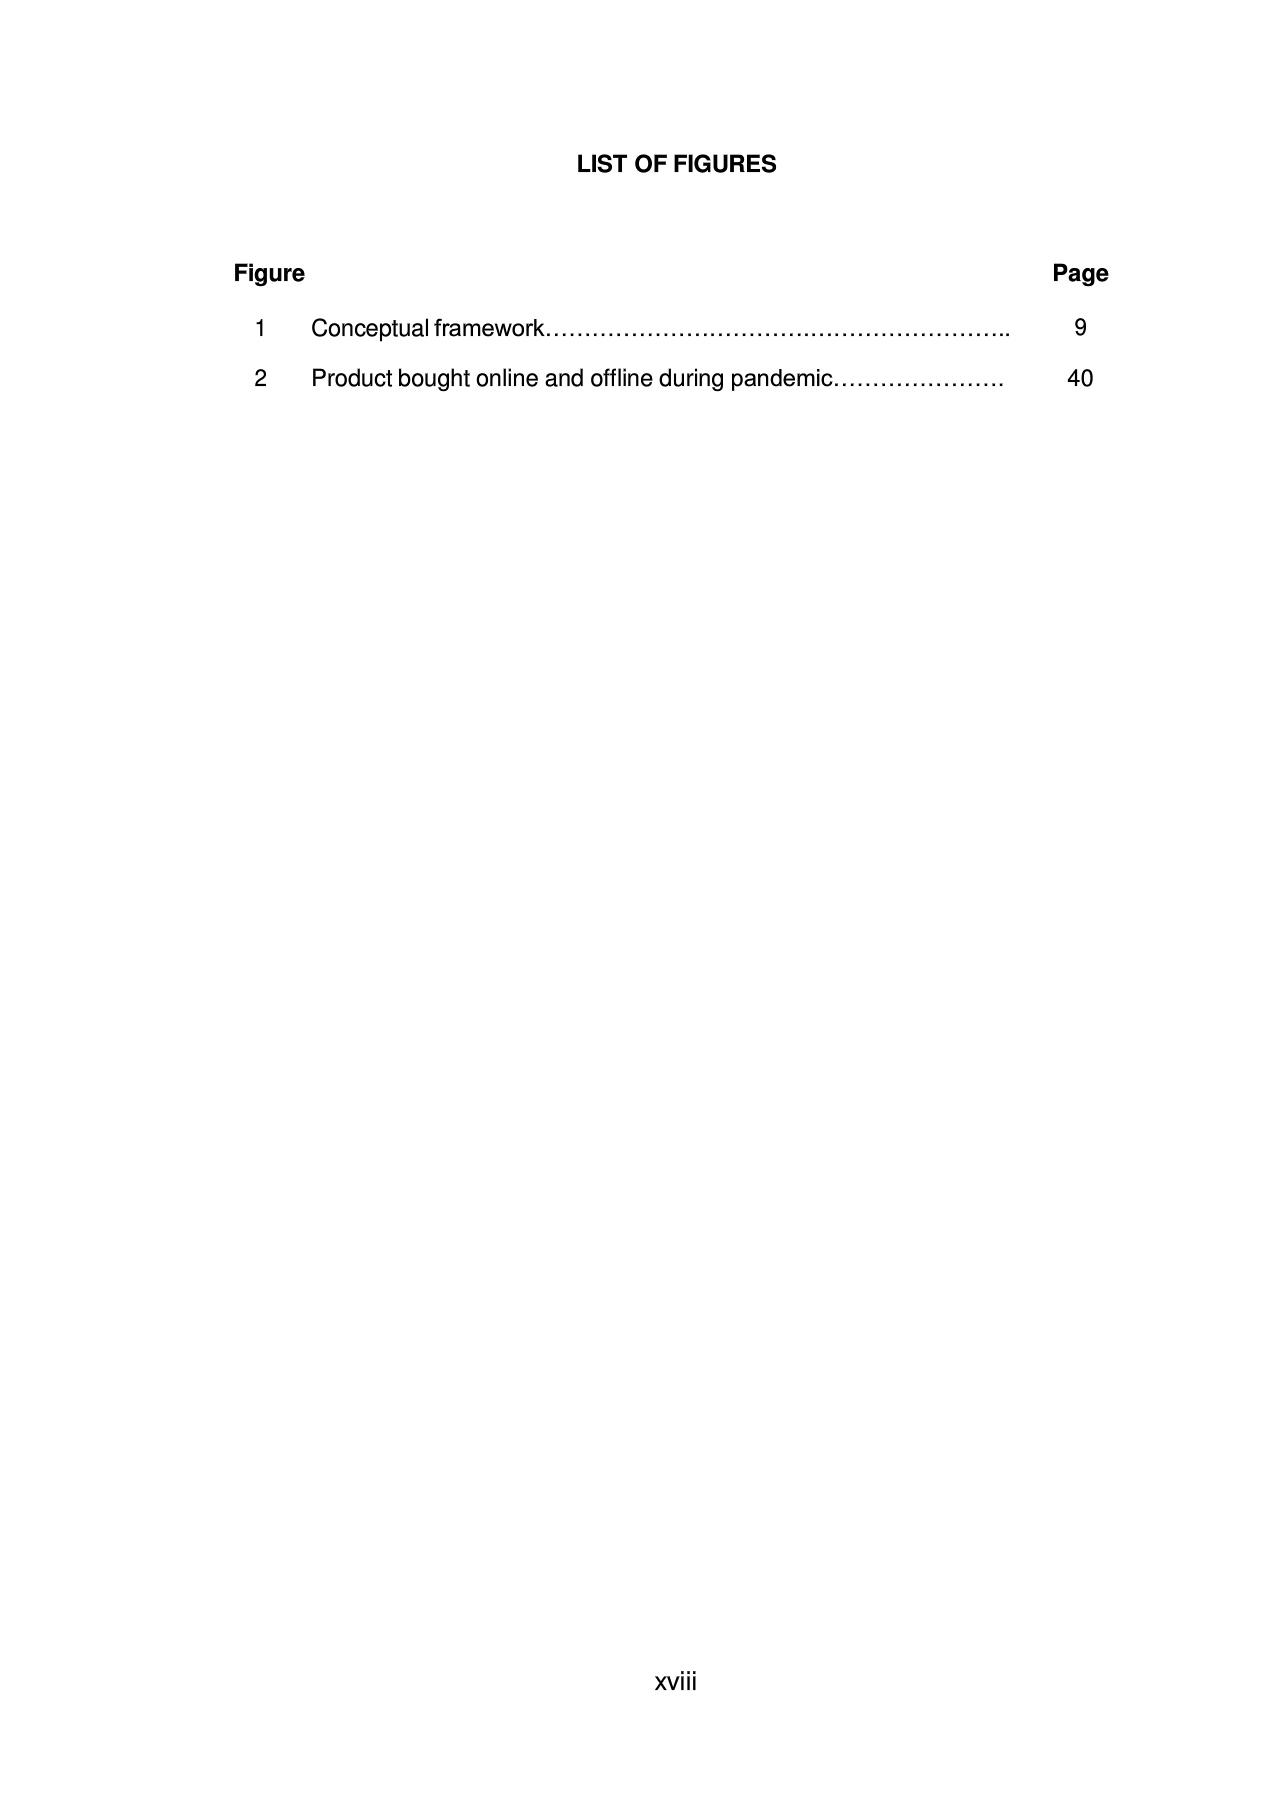 LIST OF FIGURES
Figure Page
1 Conceptual framework………………………………………………….. 9
2 Product bought online and offline during pandemic…………………. 40
xviii